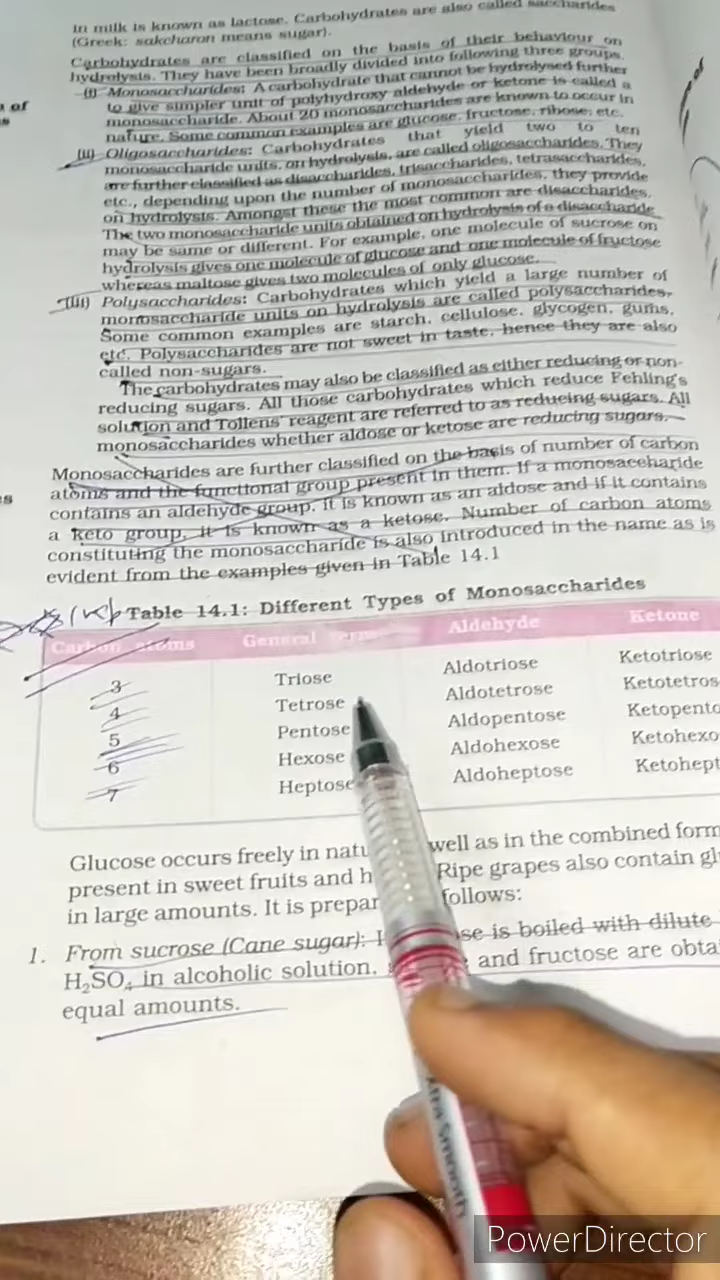 in milk is known as lactose. Carbohydrates are also called saccharides
(Greek: sakcharon means sugar).
Carbohydrates are classified on the basis of their behaviour on
hydrolysis. They have been broadly divided into following three groups.
(i) Monosaccharides: A carbohydrate that cannot be hydrolysed further
to give simpler unit of polyhydroxy aldehyde or ketone is called a
monosaccharide. About 20 monosaccharides are known to occur in
nature. Some common examples are glucose, fructose, ribose, etc.
(ii) Oligosaccharides: Carbohydrates that yield two to ten
monosaccharide units, on hydrolysis, are called oligosaccharides. They
are further classified as disaccharides, trisaccharides, tetrasaccharides,
etc., depending upon the number of monosaccharides, they provide
on hydrolysis. Amongst these the most common are disaccharides.
The two monosaccharide units obtained on hydrolysis of a disaccharide
may be same or different. For example, one molecule of sucrose on
hydrolysis gives one molecule of glucose and one molecule of fructose
whereas maltose gives two molecules of only glucose.
(iii) Polysaccharides: Carbohydrates which yield a large number of
monosaccharide units on hydrolysis are called polysaccharides.
Some common examples are starch, cellulose, glycogen, gums,
etc. Polysaccharides are not sweet in taste, hence they are also
called non-sugars.
The carbohydrates may also be classified as either reducing or non-
reducing sugars. All those carbohydrates which reduce Fehling's
solution and Tollens' reagent are referred to as reducing sugars. All
monosaccharides whether aldose or ketose are reducing sugars.
Monosaccharides are further classified on the basis of number of carbon
atoms and the functional group present in them. If a monosaccharide
contains an aldehyde group, it is known as an aldose and if it contains
a keto group, it is known as a ketose. Number of carbon atoms
constituting the monosaccharide is also introduced in the name as is
evident from the examples given in Table 14.1
Table 14.1: Different Types of Monosaccharides
Carbon atoms General Aldehyde Ketone
3 Triose Aldotriose Ketotriose
4 Tetrose Aldotetrose Ketotetros
5 Pentose Aldopentose Ketopento
6 Hexose Aldohexose Ketohexo
7 Heptose Aldoheptose Ketohept
Glucose occurs freely in natu well as in the combined form
present in sweet fruits and h Ripe grapes also contain gl
in large amounts. It is prepar follows:
1. From sucrose (Cane sugar): se is boiled with dilute
H₂SO₄ in alcoholic solution, and fructose are obta
equal amounts.
PowerDirector